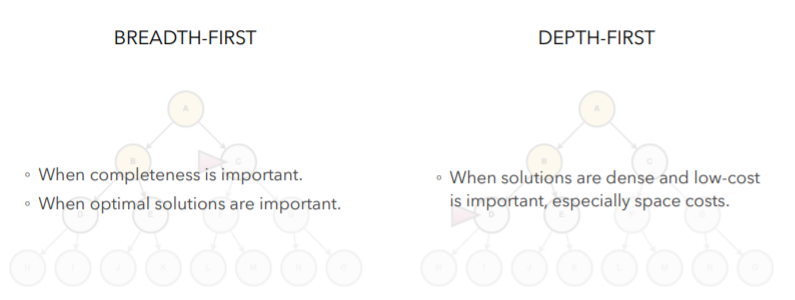 BREADTH-FIRST
DEPTH-FIRST
A
B
C
◦ When completeness is important.
◦ When optimal solutions are important.
D
E
A
B
C
◦ When solutions are dense and low-cost
is important, especially space costs.
D
E